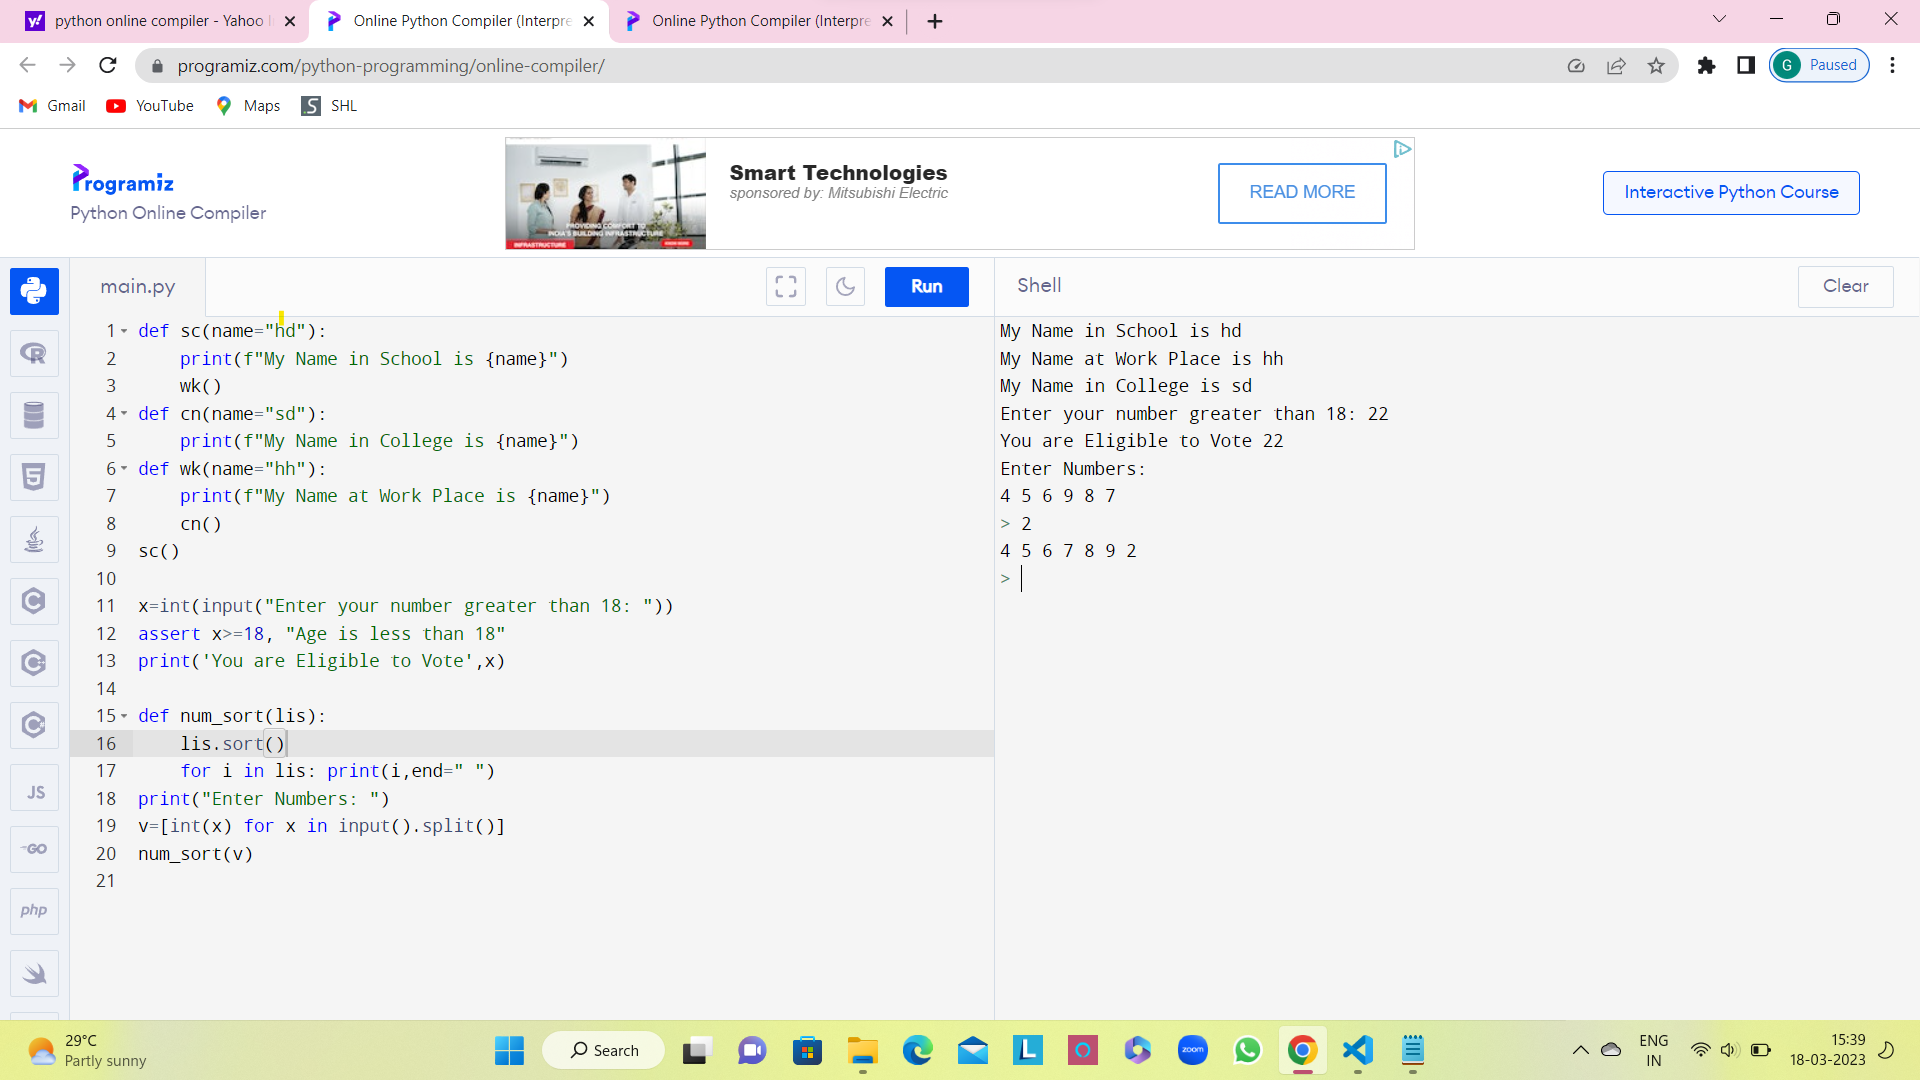 python online compiler - Yahoo
Online Python Compiler (Interpre
Online Python Compiler (Interpre
programiz.com/python-programming/online-compiler/
G Paused
Gmail YouTube Maps SHL
Programiz
Python Online Compiler
Smart Technologies
sponsored by: Mitsubishi Electric
PROVIDING COMFORT TO
INDIA'S BUILDING INFRASTRUCTURE
INFRASTRUCTURE
READ MORE
Interactive Python Course
main.py
Run
Shell
Clear
1 def sc(name="hd"):
2     print(f"My Name in School is {name}")
3     wk()
4 def cn(name="sd"):
5     print(f"My Name in College is {name}")
6 def wk(name="hh"):
7     print(f"My Name at Work Place is {name}")
8     cn()
9 sc()
10
11 x=int(input("Enter your number greater than 18: "))
12 assert x>=18, "Age is less than 18"
13 print('You are Eligible to Vote',x)
14
15 def num_sort(lis):
16     lis.sort()
17     for i in lis: print(i,end=" ")
18 print("Enter Numbers: ")
19 v=[int(x) for x in input().split()]
20 num_sort(v)
21
My Name in School is hd
My Name at Work Place is hh
My Name in College is sd
Enter your number greater than 18: 22
You are Eligible to Vote 22
Enter Numbers:
4 5 6 9 8 7
> 2
4 5 6 7 8 9 2
>
JS
GO
php
29°C
Partly sunny
Search
zoom
ENG
IN
15:39
18-03-2023